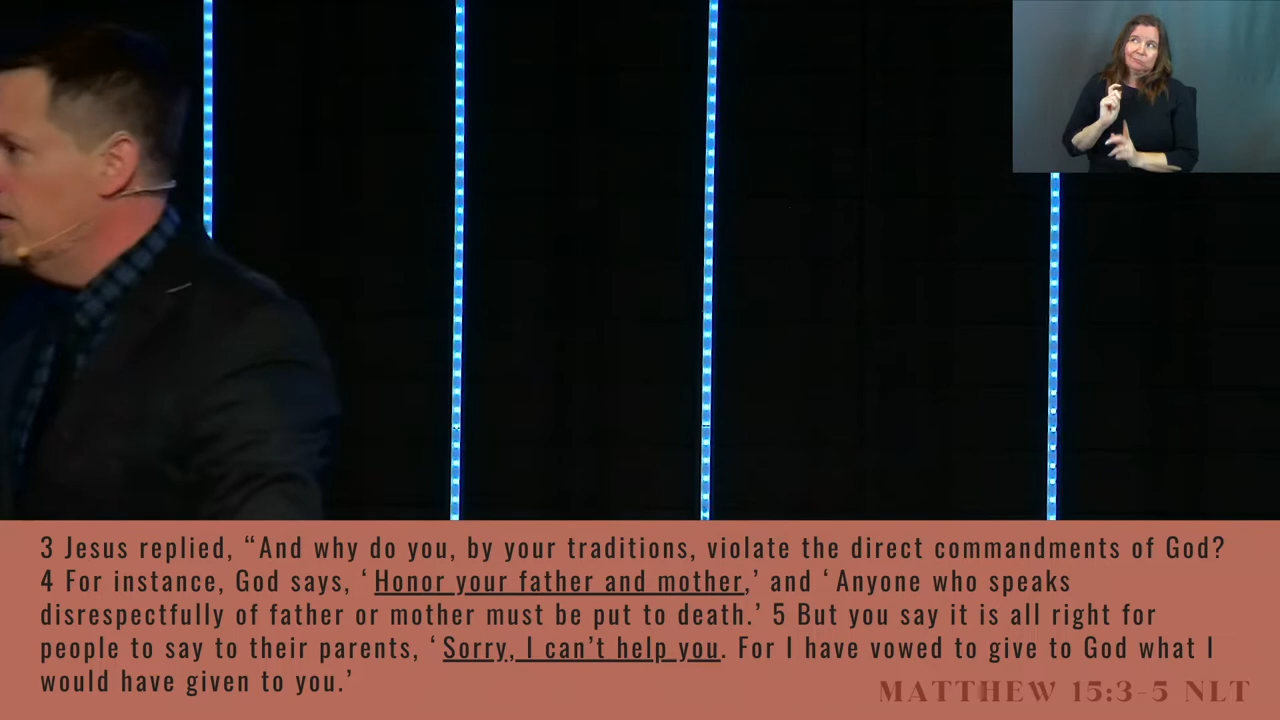 3 Jesus replied, “And why do you, by your traditions, violate the direct commandments of God?
4 For instance, God says, ‘Honor your father and mother,’ and ‘Anyone who speaks
disrespectfully of father or mother must be put to death.’ 5 But you say it is all right for
people to say to their parents, ‘Sorry, I can’t help you. For I have vowed to give to God what I
would have given to you.’
MATTHEW 15:3-5 NLT